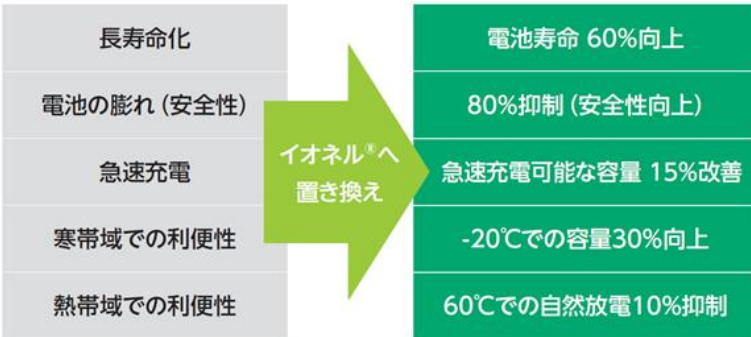 長寿命化
電池の膨れ（安全性）
急速充電
寒帯域での利便性
熱帯域での利便性
イオネル®へ
置き換え
電池寿命 60%向上
80%抑制（安全性向上）
急速充電可能な容量 15%改善
-20℃での容量30%向上
60℃での自然放電10%抑制